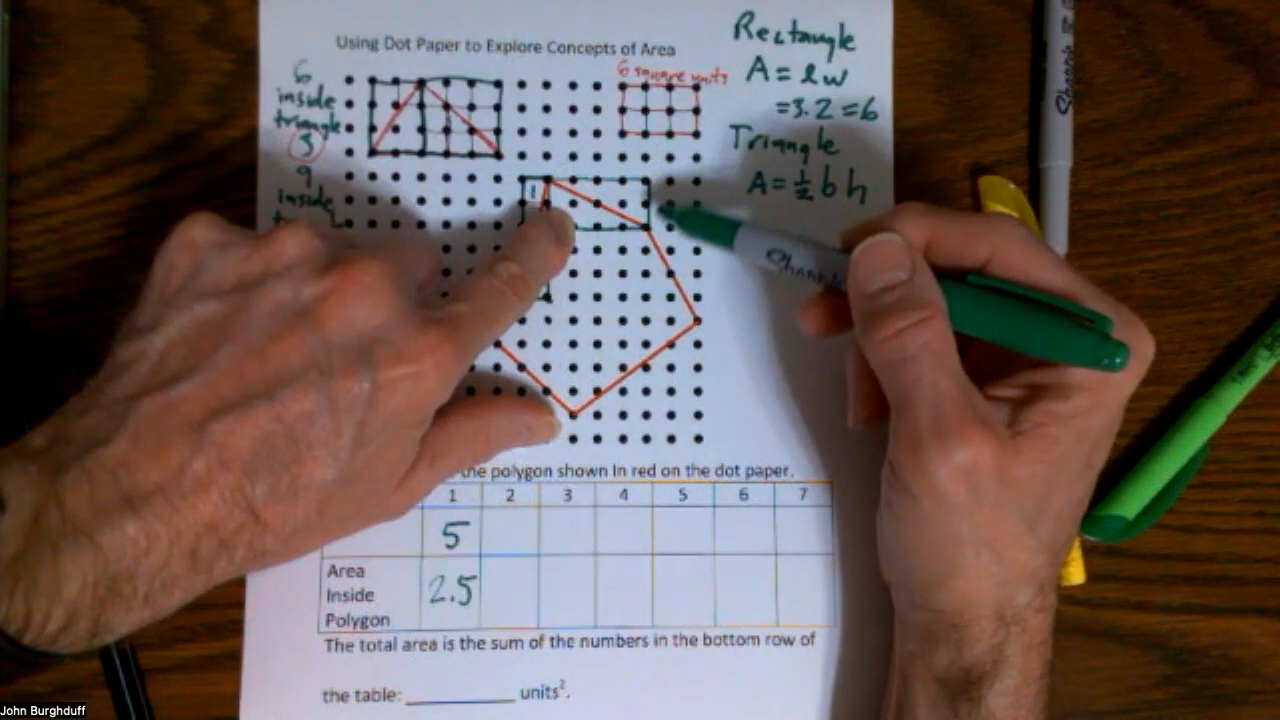 Using Dot Paper to Explore Concepts of Area
6
inside
triangle
3
9
inside
6 square units
Rectangle
A = lw
= 3.2 = 6
Triangle
A = ½ b h
1
the polygon shown in red on the dot paper.
1 2 3 4 5 6 7
5
Area
Inside
Polygon
2.5
The total area is the sum of the numbers in the bottom row of
the table: __________ units².
Sharpie
John Burghduff